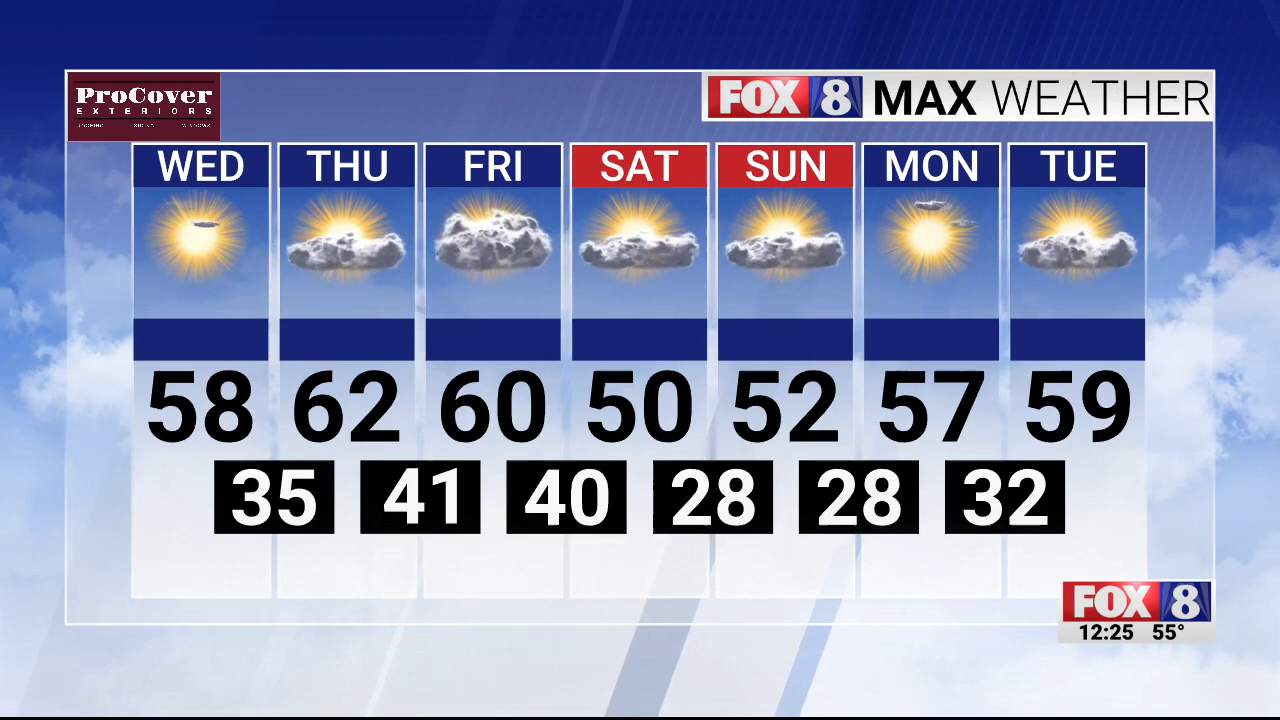 ProCover
EXTERIORS
FOX 8 MAX WEATHER
WED THU FRI SAT SUN MON TUE
58 62 60 50 52 57 59
35 41 40 28 28 32
FOX 8
12:25 55°